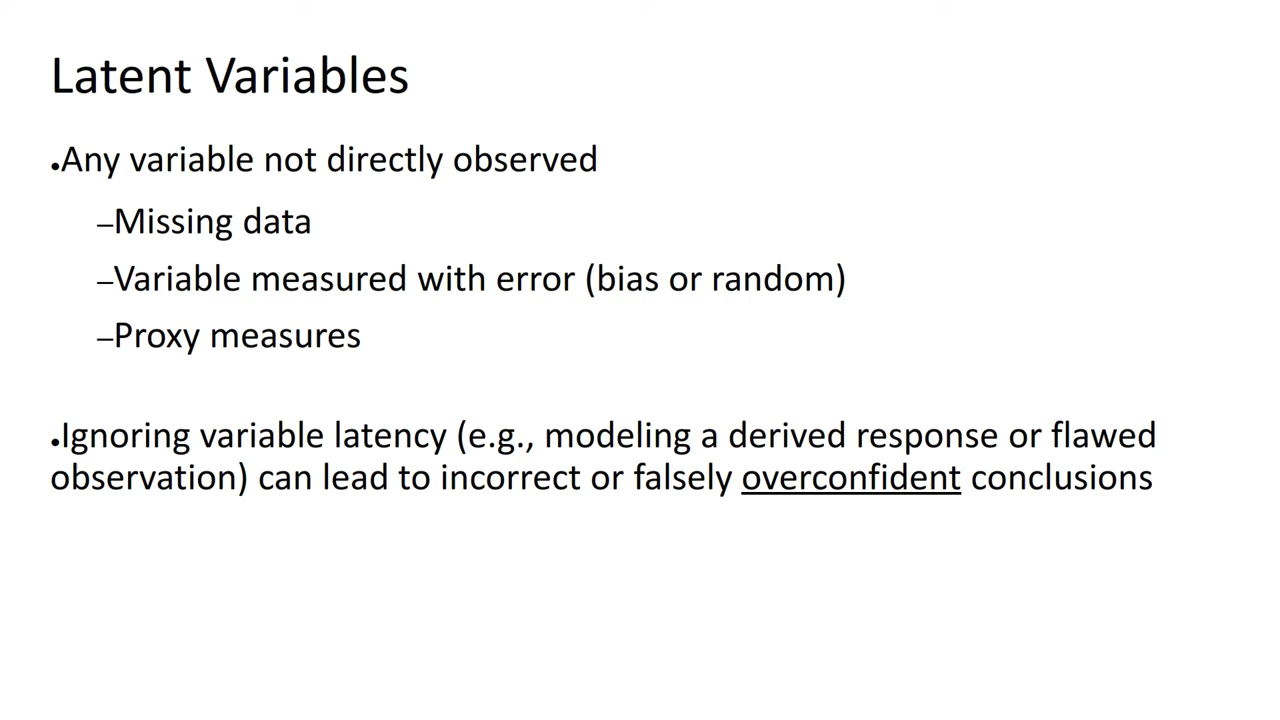 Latent Variables
•Any variable not directly observed
–Missing data
–Variable measured with error (bias or random)
–Proxy measures
•Ignoring variable latency (e.g., modeling a derived response or flawed
observation) can lead to incorrect or falsely overconfident conclusions